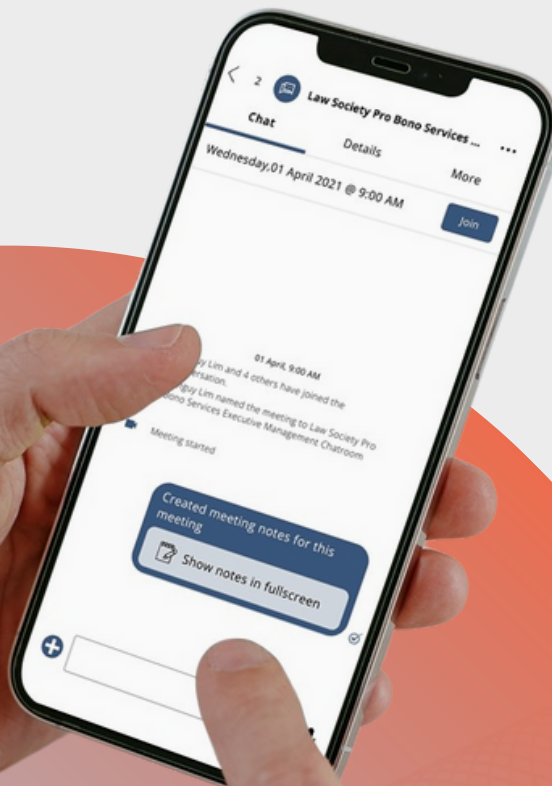 2
Law Society Pro Bono Services ...
Chat
Details
More
Wednesday,01 April 2021 @ 9:00 AM
Join
01 April, 9:00 AM
Lim and 4 others have joined the
guy Lim named the meeting to Law Society Pro
Bono Services Executive Management Chatroom
Meeting started
Created meeting notes for this
meeting
Show notes in fullscreen